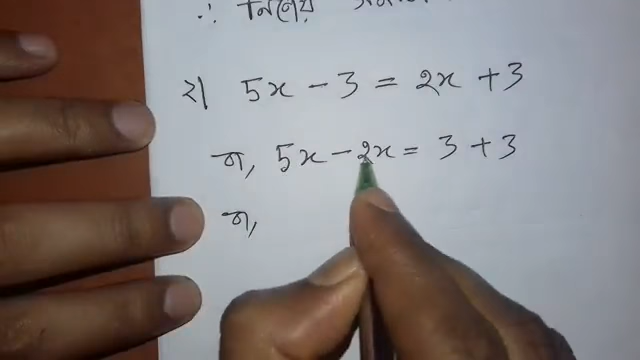 ∴ নির্ণেয়
২। 5x - 3 = 2x + 3
বা, 5x - 2x = 3 + 3
বা,